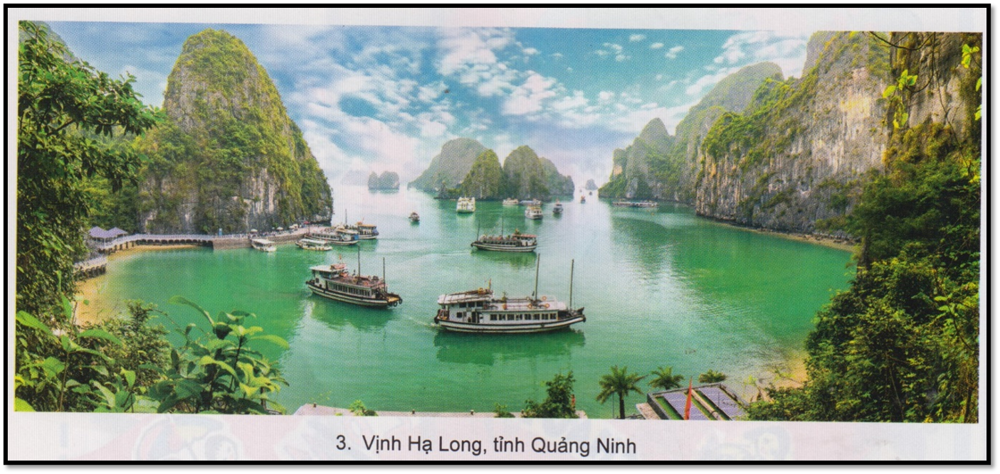 3. Vịnh Hạ Long, tỉnh Quảng Ninh